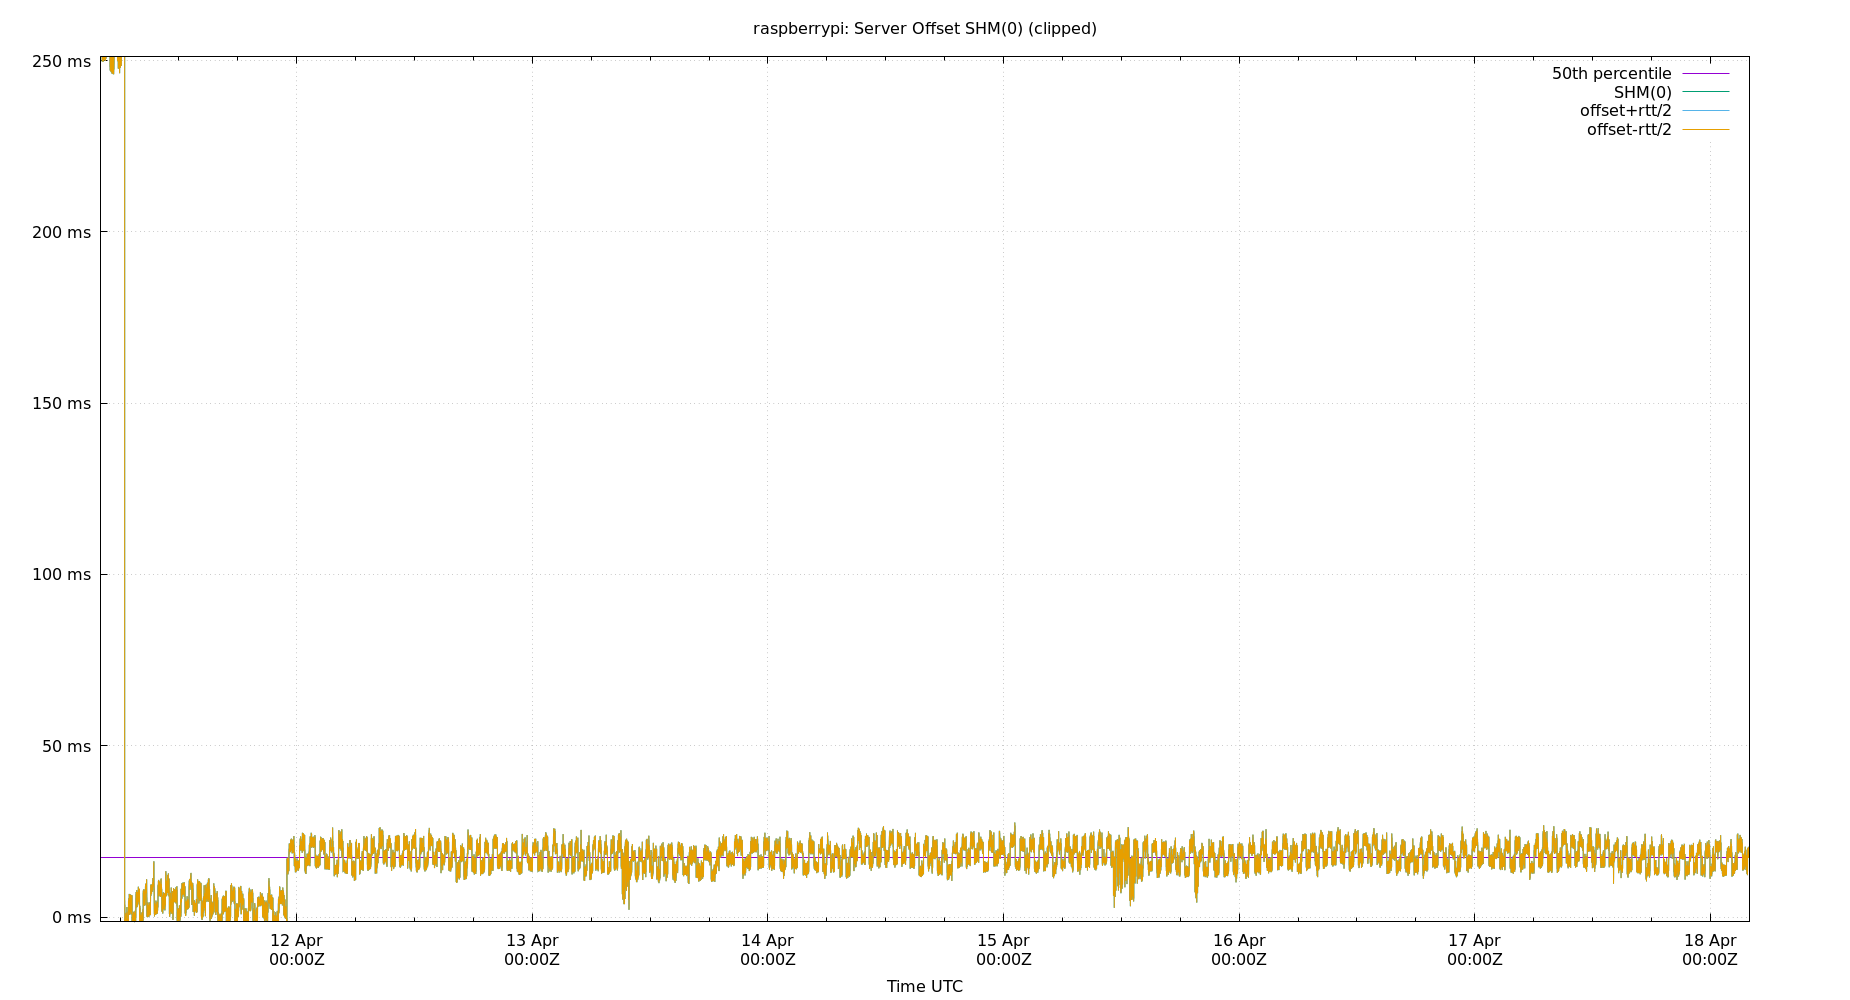 raspberrypi: Server Offset SHM(0) (clipped)
250 ms
200 ms
150 ms
100 ms
50 ms
0 ms
50th percentile
SHM(0)
offset+rtt/2
offset-rtt/2
12 Apr
00:00Z
13 Apr
00:00Z
14 Apr
00:00Z
15 Apr
00:00Z
16 Apr
00:00Z
17 Apr
00:00Z
18 Apr
00:00Z
Time UTC